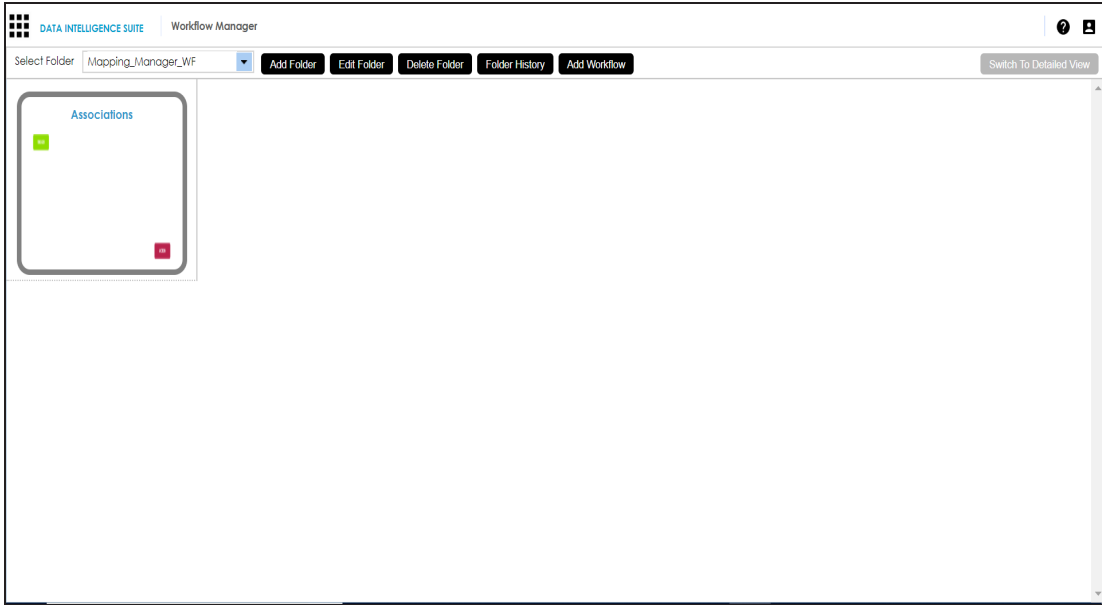 DATA INTELLIGENCE SUITE Workflow Manager
Select Folder Mapping_Manager_WF Add Folder Edit Folder Delete Folder Folder History Add Workflow Switch To Detailed View
Associations